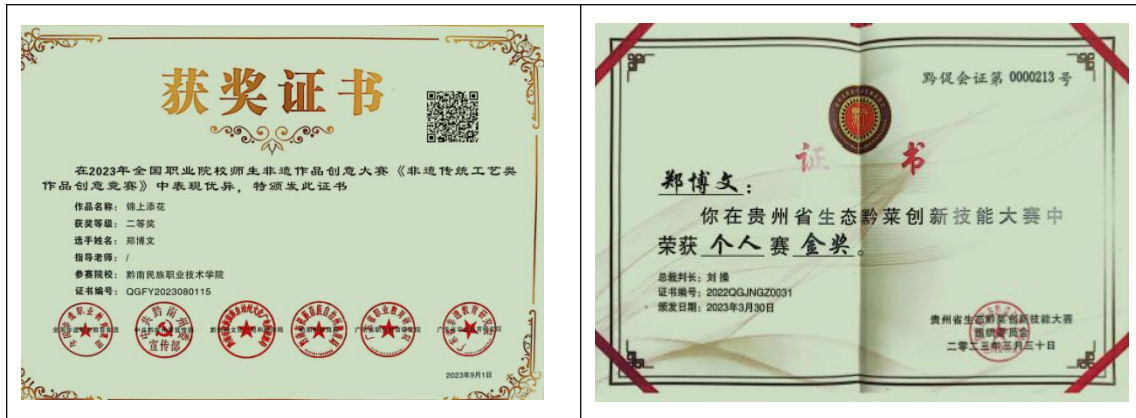 获奖证书
在2023年全国职业院校师生非遗作品创意大赛《非遗传统工艺类
作品创意竞赛》中表现优异,特颁发此证书
作品名称: 锦上添花
获奖等级: 二等奖
选手姓名: 郑博文
指导老师: /
参赛院校: 黔南民族职业技术学院
证书编号: QGFY2023080115
宣传部
2023年9月1日
黔促会证第 0000213 号
证 书
郑博文:
你在贵州省生态黔菜创新技能大赛中
荣获 个人 赛 金奖。
总裁判长: 刘 操
证书编号: 2022QGJNGZ0031
颁发日期: 2023年3月30日
贵州省生态黔菜创新技能大赛
组织委员会
二零二三年三月三十日